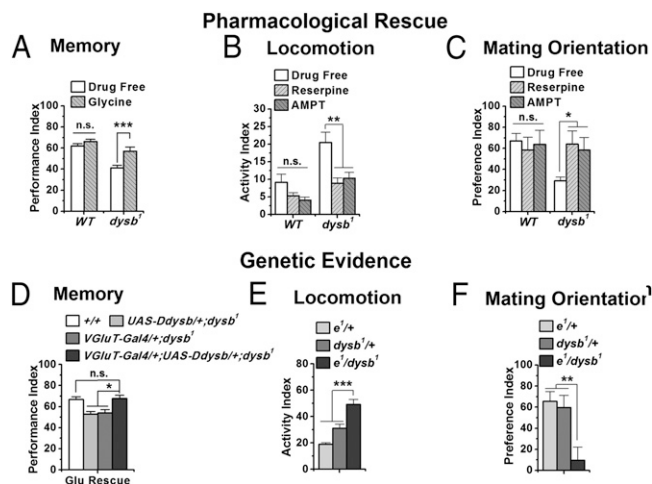 Pharmacological Rescue
A Memory
Drug Free
Glycine
n.s.
***
Performance Index
100
80
60
40
20
0
WT dysb¹
B Locomotion
Drug Free
Reserpine
AMPT
n.s.
**
Activity Index
30
25
20
15
10
5
0
WT dysb¹
C Mating Orientation
Drug Free
Reserpine
AMPT
n.s.
*
Preference Index
100
80
60
40
20
0
WT dysb¹
Genetic Evidence
D Memory
+/+ UAS-Ddysb/+;dysb¹
VGluT-Gal4/+;dysb¹
VGluT-Gal4/+;UAS-Ddysb/+;dysb¹
n.s.
*
Performance Index
100
80
60
40
20
0
Glu Rescue
E Locomotion
e¹/+
dysb¹/+
e¹/dysb¹
***
Activity Index
100
80
60
40
20
0
F Mating Orientation
e¹/+
dysb¹/+
e¹/dysb¹
**
Preference Index
100
80
60
40
20
0